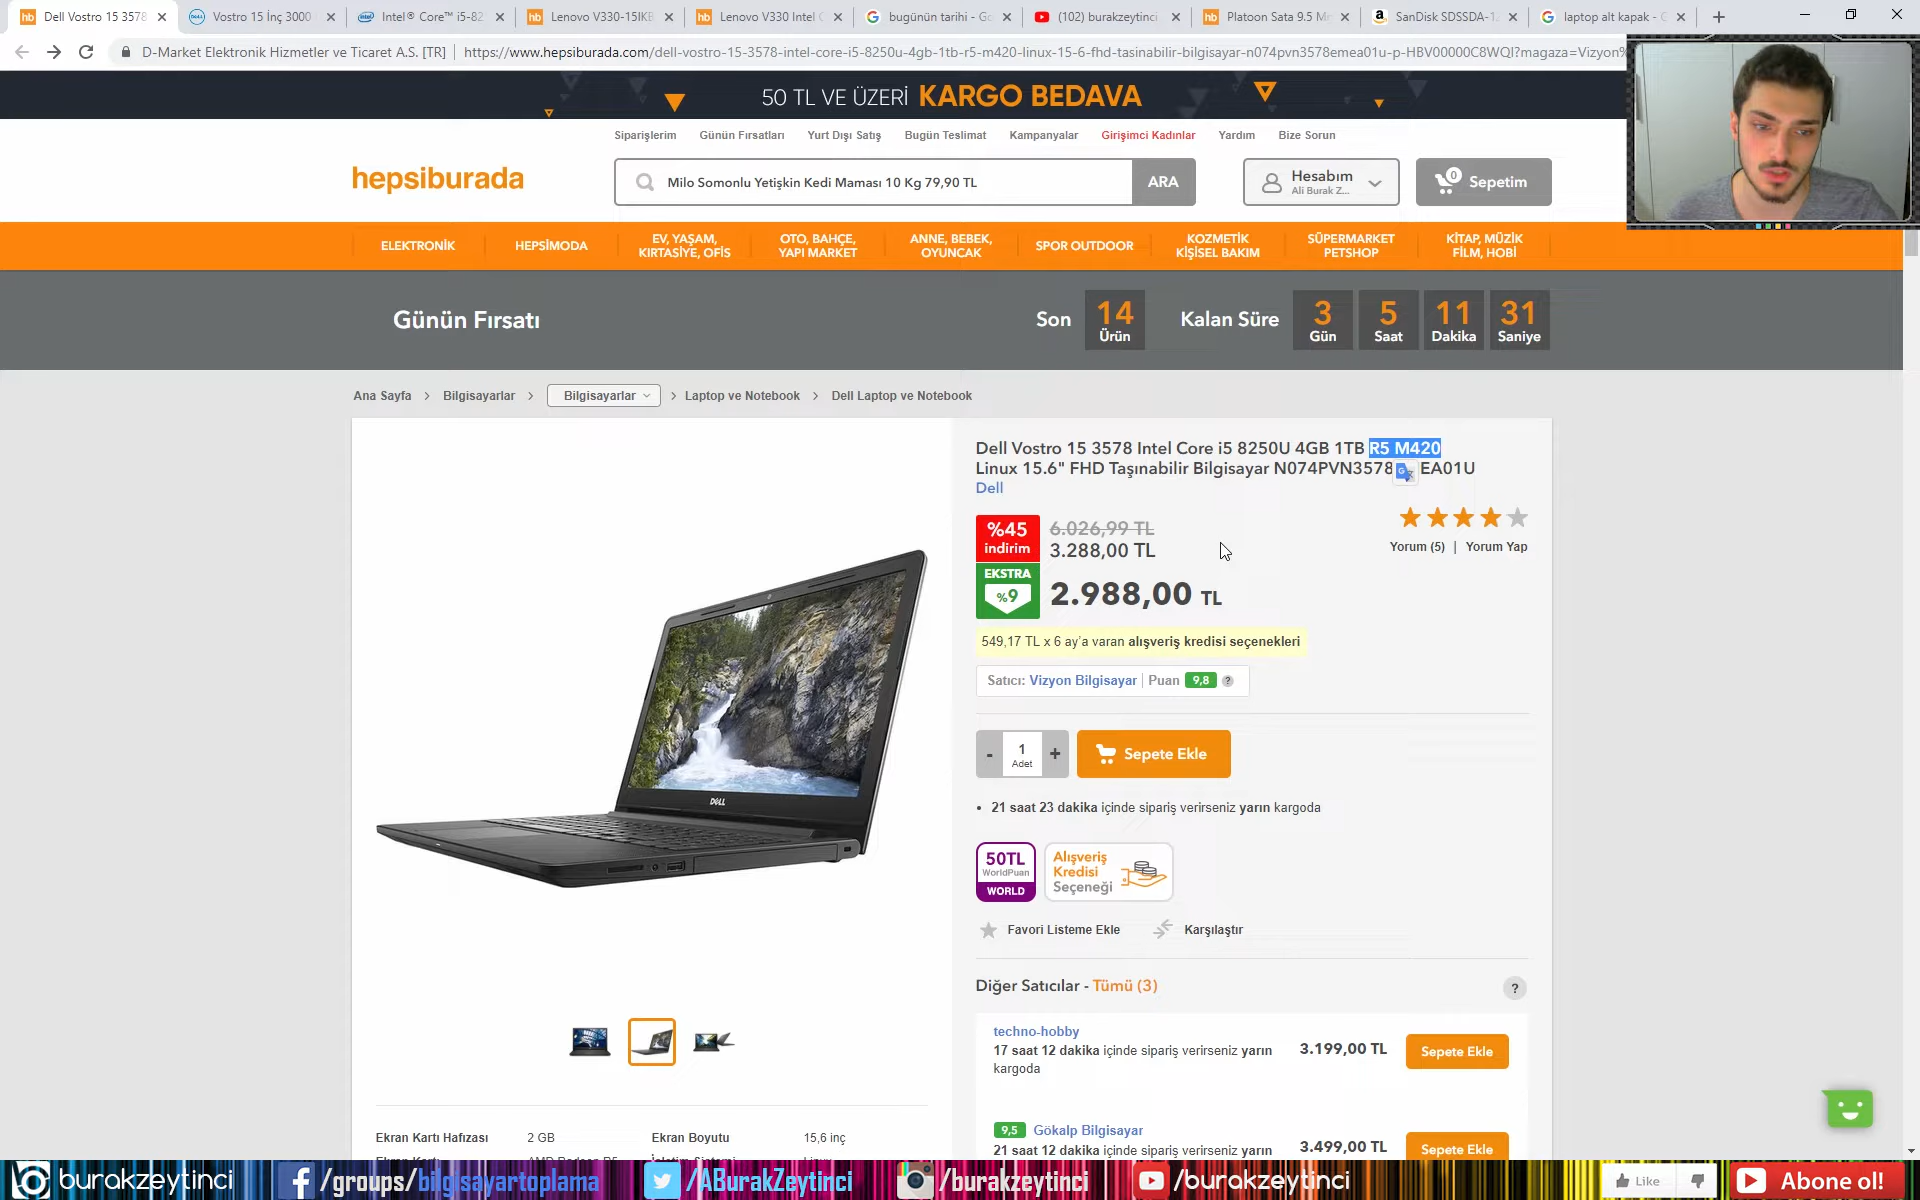 Dell Vostro 15 3578
Vostro 15 İnç 3000
Intel® Core™ i5-82
Lenovo V330-15IKB
Lenovo V330 Intel C
bugünün tarihi - Go
(102) burakzeytinci
Platoon Sata 9.5 Mm
SanDisk SDSSDA-1
laptop alt kapak - G
D-Market Elektronik Hizmetler ve Ticaret A.S. [TR] | https://www.hepsiburada.com/dell-vostro-15-3578-intel-core-i5-8250u-4gb-1tb-r5-m420-linux-15-6-fhd-tasinabilir-bilgisayar-n074pvn3578emea01u-p-HBV00000C8WQI?magaza=Vizyon%
50 TL VE ÜZERİ KARGO BEDAVA
Siparişlerim Günün Fırsatları Yurt Dışı Satış Bugün Teslimat Kampanyalar Girişimci Kadınlar Yardım Bize Sorun
hepsiburada
Milo Somonlu Yetişkin Kedi Maması 10 Kg 79,90 TL
ARA
Hesabım
Ali Burak Z...
0
Sepetim
ELEKTRONİK
HEPSİMODA
EV, YAŞAM,
KIRTASİYE, OFİS
OTO, BAHÇE,
YAPI MARKET
ANNE, BEBEK,
OYUNCAK
SPOR OUTDOOR
KOZMETİK
KİŞİSEL BAKIM
SÜPERMARKET
PETSHOP
KİTAP, MÜZİK
FİLM, HOBİ
Günün Fırsatı
Son
14
Ürün
Kalan Süre
3
Gün
5
Saat
11
Dakika
31
Saniye
Ana Sayfa > Bilgisayarlar > Bilgisayarlar > Laptop ve Notebook > Dell Laptop ve Notebook
Dell Vostro 15 3578 Intel Core i5 8250U 4GB 1TB R5 M420
Linux 15.6" FHD Taşınabilir Bilgisayar N074PVN3578 EA01U
Dell
%45
indirim
6.026,99 TL
3.288,00 TL
EKSTRA
%9
2.988,00 TL
Yorum (5) | Yorum Yap
549,17 TL x 6 ay'a varan alışveriş kredisi seçenekleri
Satıcı: Vizyon Bilgisayar | Puan 9,8 ?
- 1 +
Adet
Sepete Ekle
• 21 saat 23 dakika içinde sipariş verirseniz yarın kargoda
50TL
WorldPuan
WORLD
Alışveriş
Kredisi
Seçeneği
Favori Listeme Ekle
Karşılaştır
Diğer Satıcılar - Tümü (3)
?
techno-hobby
17 saat 12 dakika içinde sipariş verirseniz yarın
kargoda
3.199,00 TL
Sepete Ekle
9,5 Gökalp Bilgisayar
21 saat 12 dakika içinde sipariş verirseniz yarın
3.499,00 TL
Sepete Ekle
DELL
Ekran Kartı Hafızası 2 GB Ekran Boyutu 15,6 inç
burakzeytinci
/groups/bilgisayartoplama
/ABurakZeytinci
/burakzeytinci
/burakzeytinci
Like
Abone ol!